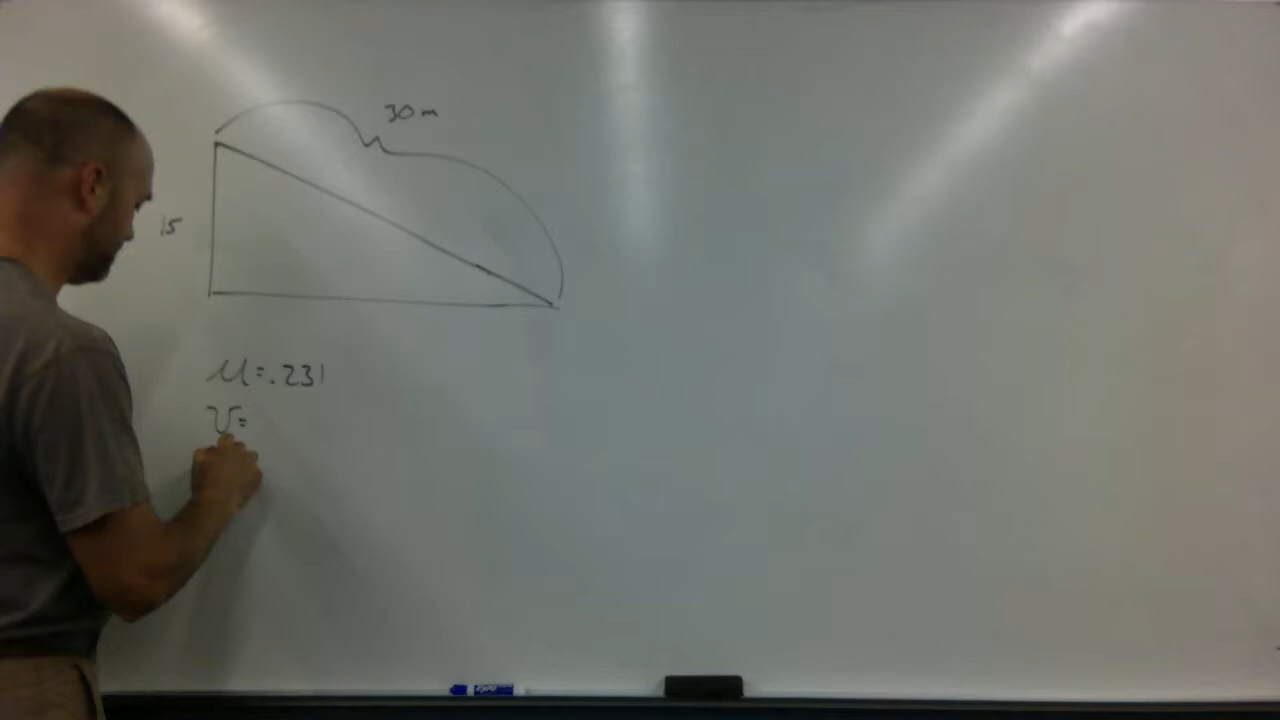 30 m
15
μ = .231
v =